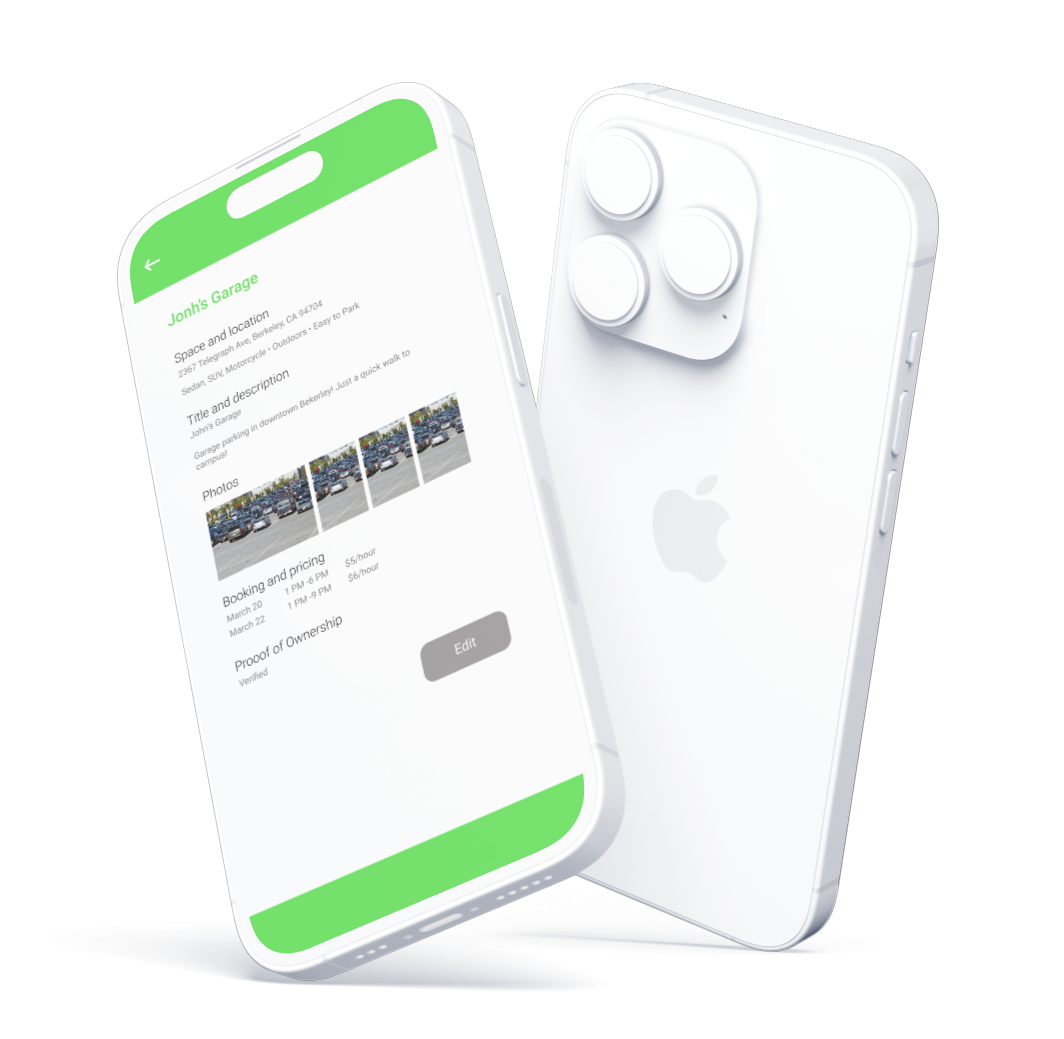 Jonh's Garage
Space and location
2367 Telegraph Ave, Berkeley, CA 94704
Sedan, SUV, Motorcycle • Outdoors • Easy to Park
Title and description
John's Garage
Garage parking in downtown Bekerley! Just a quick walk to
campus!
Photos
Booking and pricing
March 20 1 PM -6 PM $5/hour
March 22 1 PM -9 PM $6/hour
Prooof of Ownership
Verified
Edit